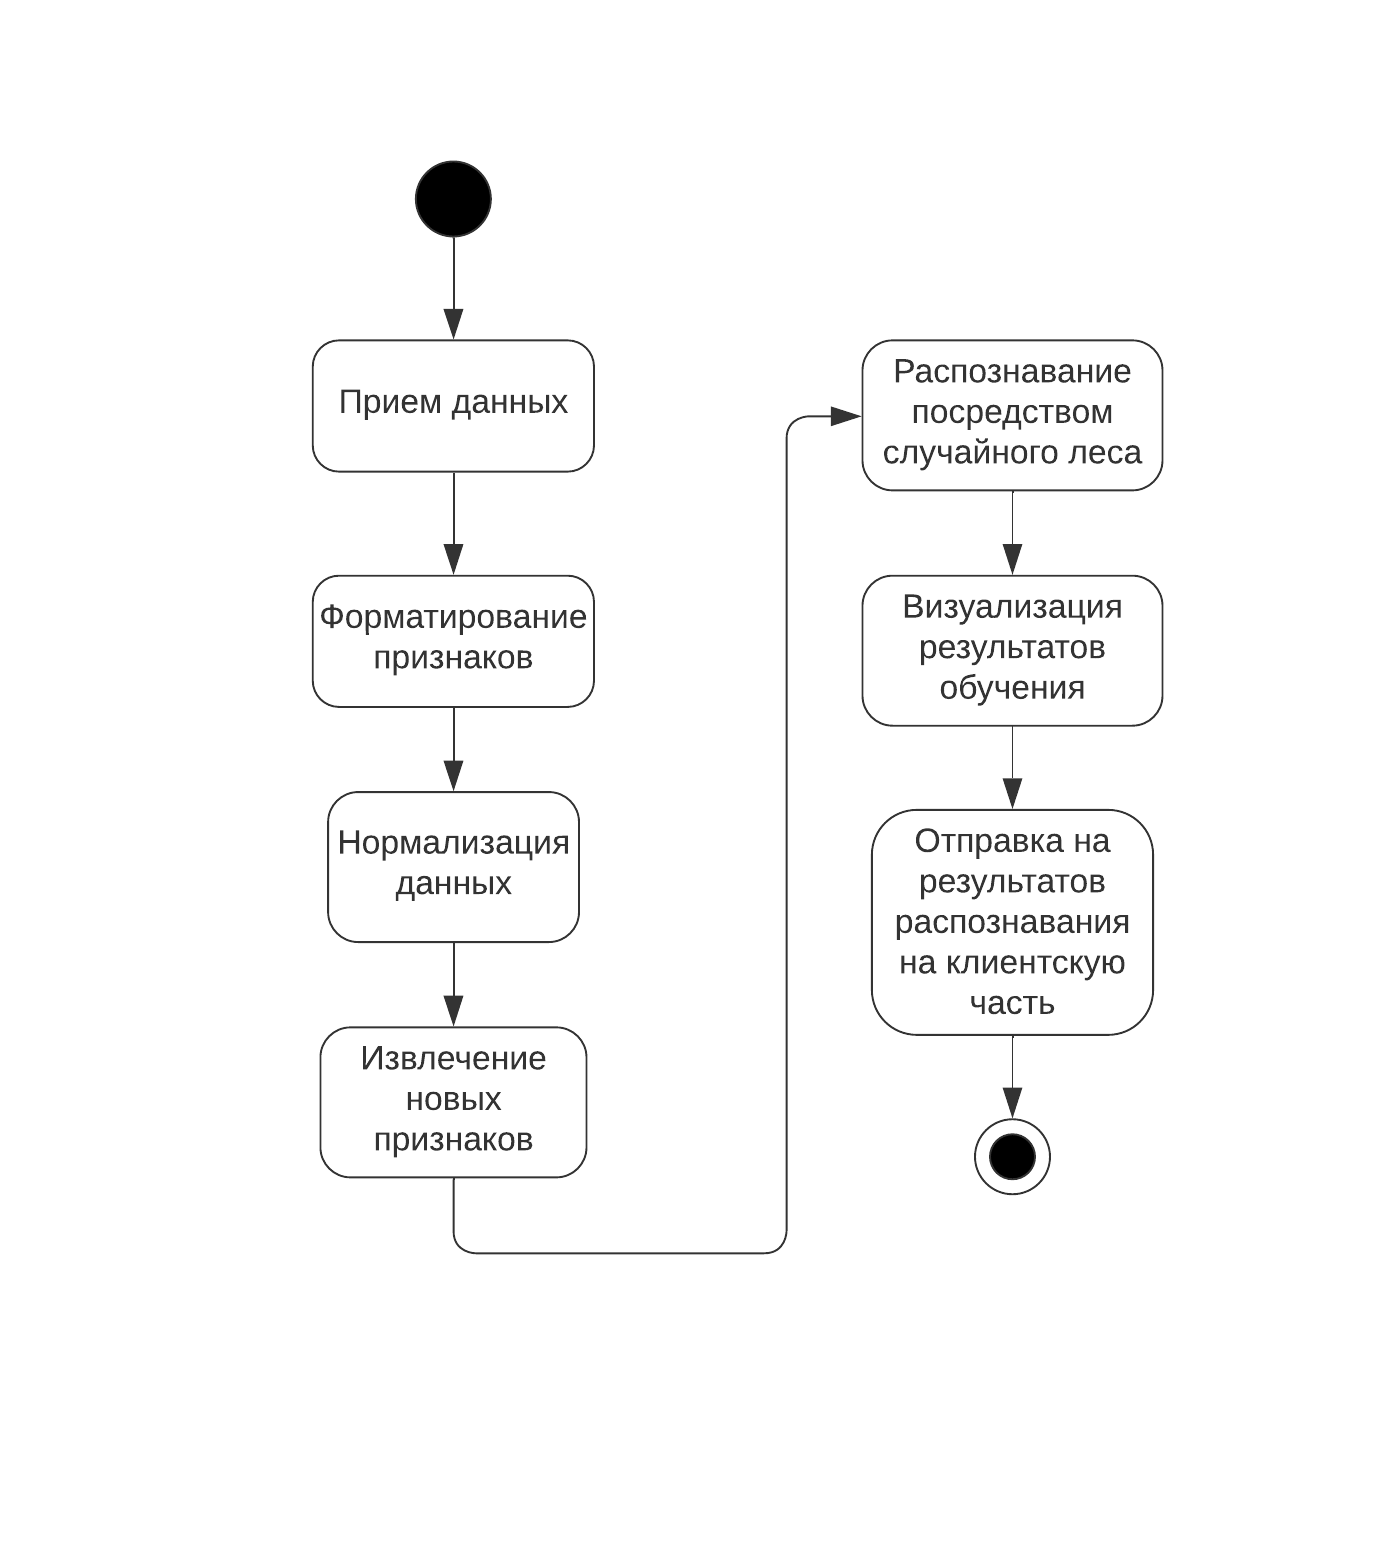 Прием данных
Форматирование
признаков
Нормализация
данных
Извлечение
новых
признаков
Распознавание
посредством
случайного леса
Визуализация
результатов
обучения
Отправка на
результатов
распознавания
на клиентскую
часть